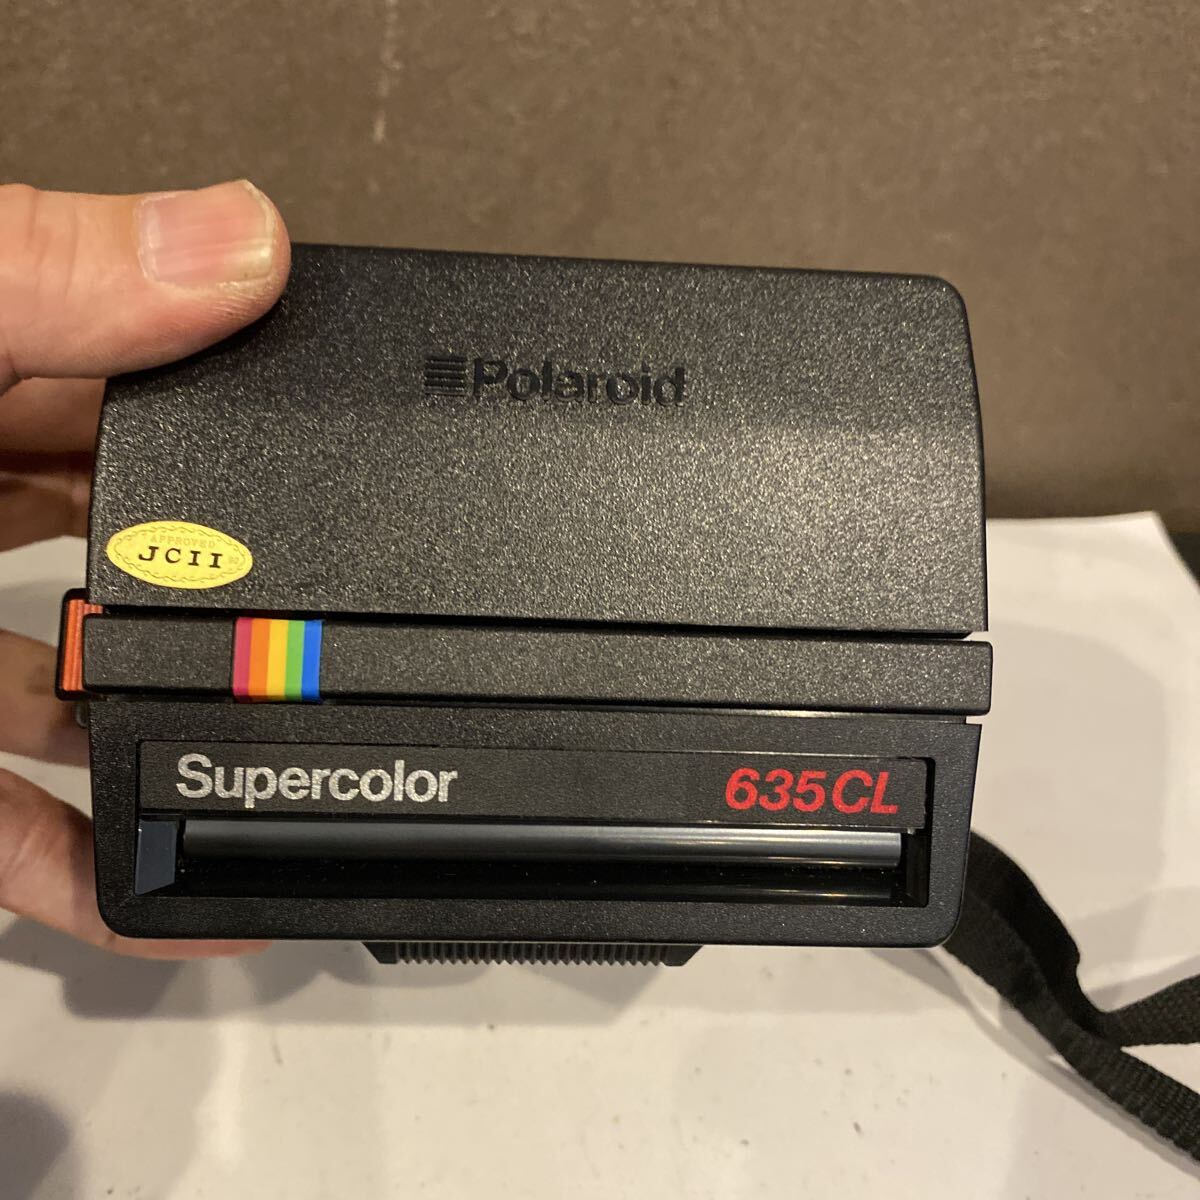 Polaroid
APPROVED
JCII
Supercolor 635CL